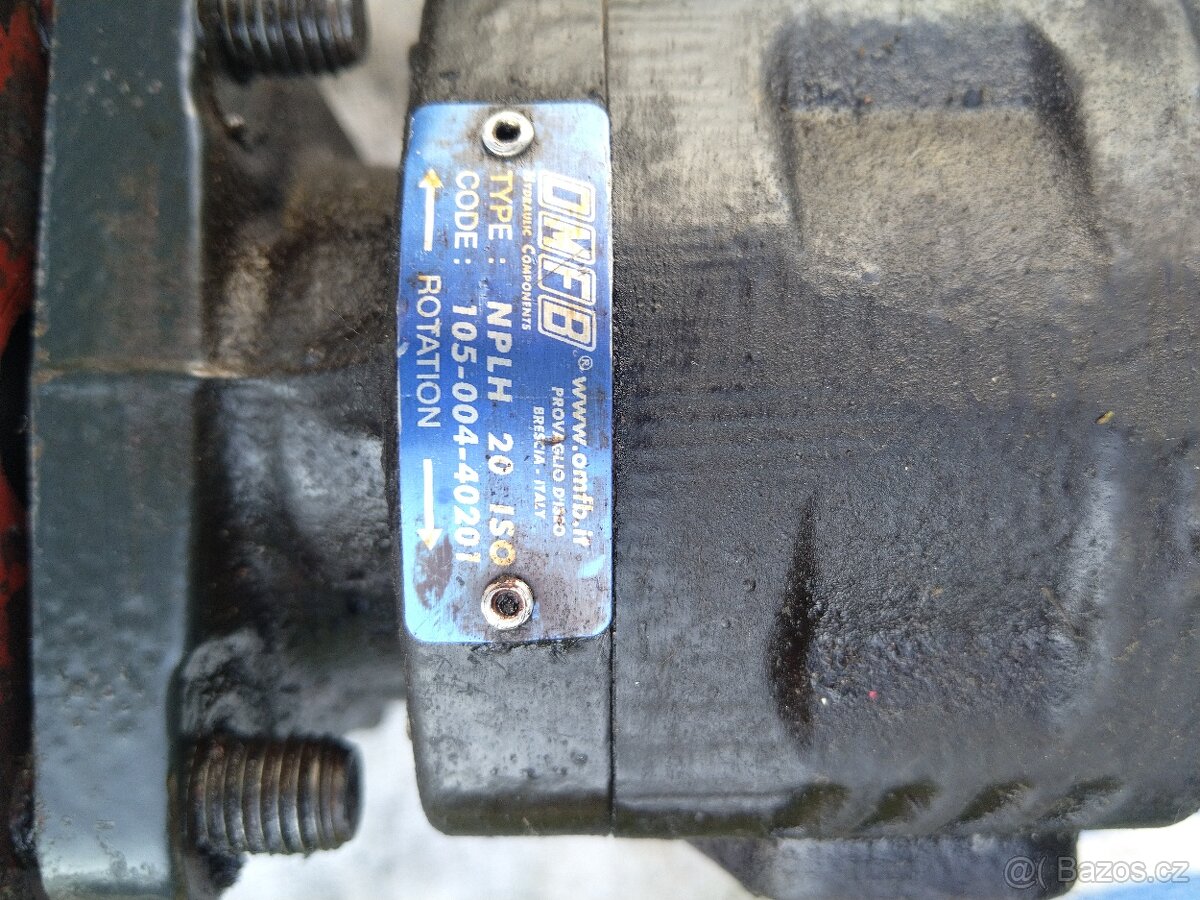 OMFB® www.omfb.it
HYDRAULIC COMPONENTS
PROVAGLIO D'ISEO
BRESCIA - ITALY
TYPE: NPLH 20 ISO
CODE: 105-004-40201
← ROTATION →
@( Bazos.cz